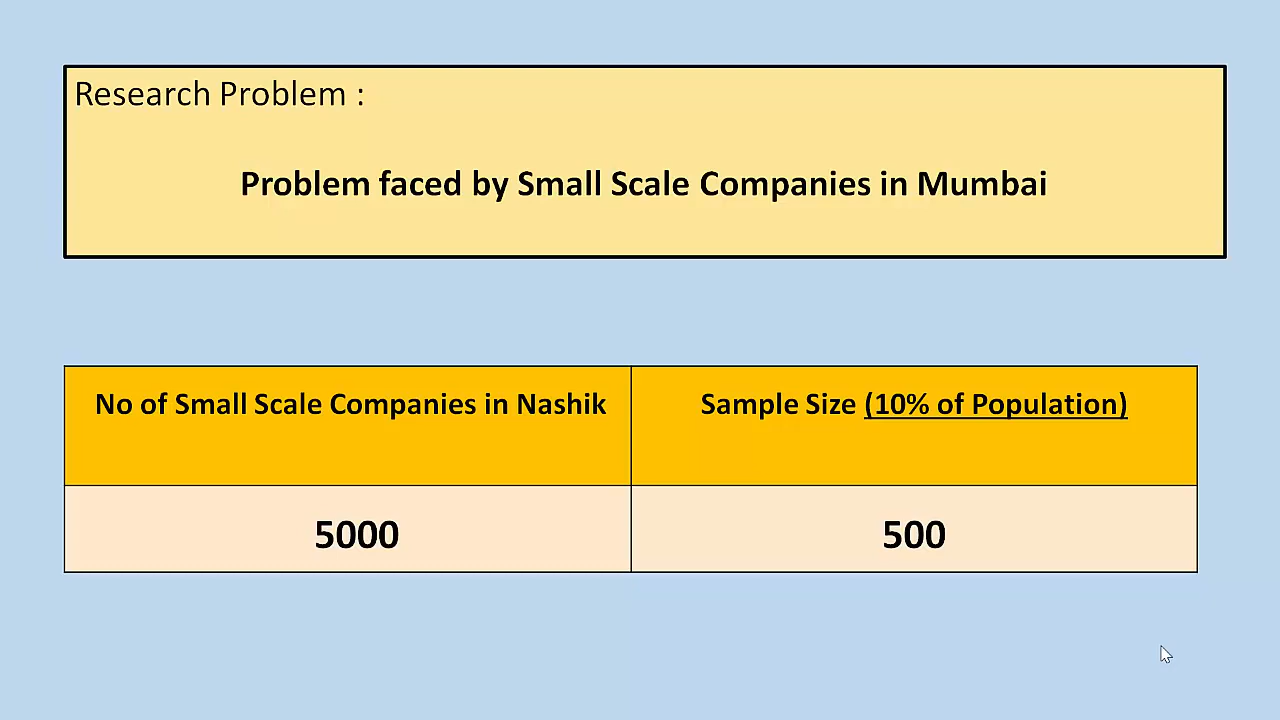 Research Problem :
Problem faced by Small Scale Companies in Mumbai
No of Small Scale Companies in Nashik
Sample Size (10% of Population)
5000
500